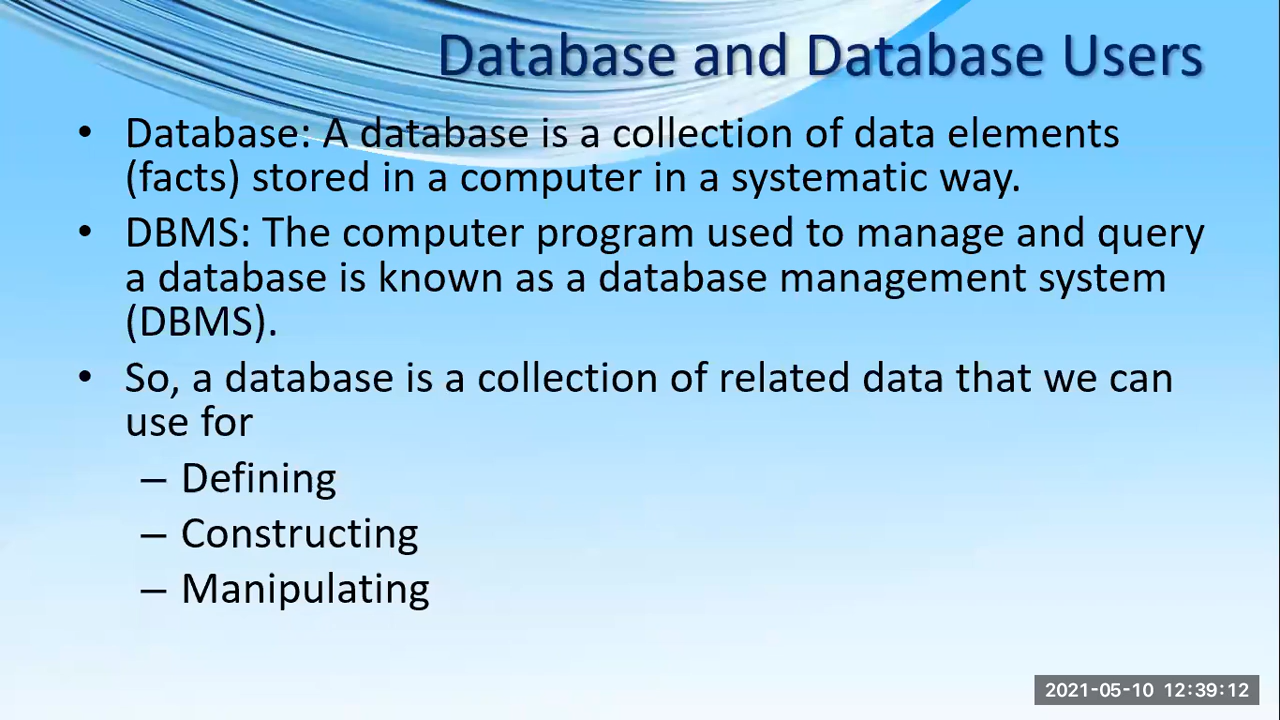 Database and Database Users
• Database: A database is a collection of data elements
(facts) stored in a computer in a systematic way.
• DBMS: The computer program used to manage and query
a database is known as a database management system
(DBMS).
• So, a database is a collection of related data that we can
use for
– Defining
– Constructing
– Manipulating
2021-05-10 12:39:12